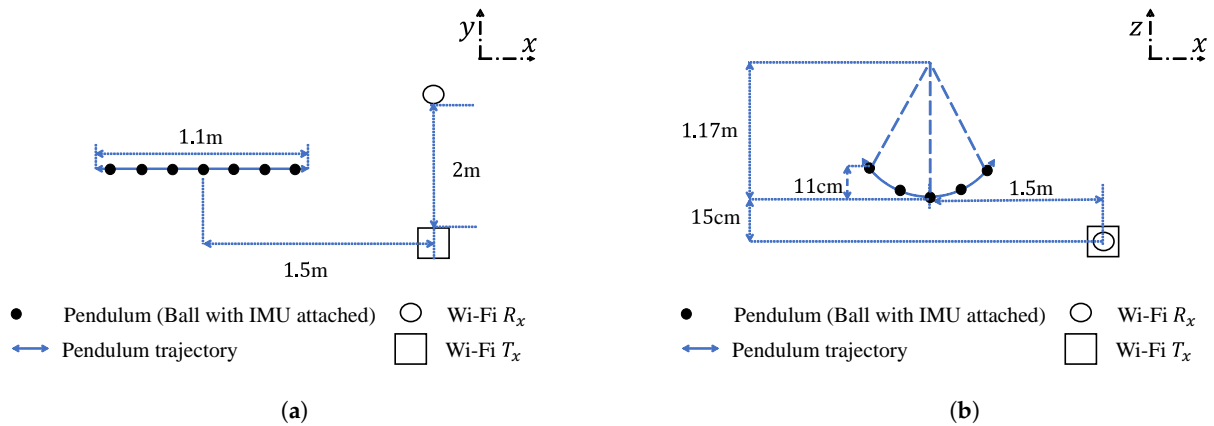 y
x
1.1m
2m
1.5m
Pendulum (Ball with IMU attached)
Wi-Fi Rₓ
Pendulum trajectory
Wi-Fi Tₓ
(a)
z
x
1.17m
11cm
1.5m
15cm
Pendulum (Ball with IMU attached)
Wi-Fi Rₓ
Pendulum trajectory
Wi-Fi Tₓ
(b)